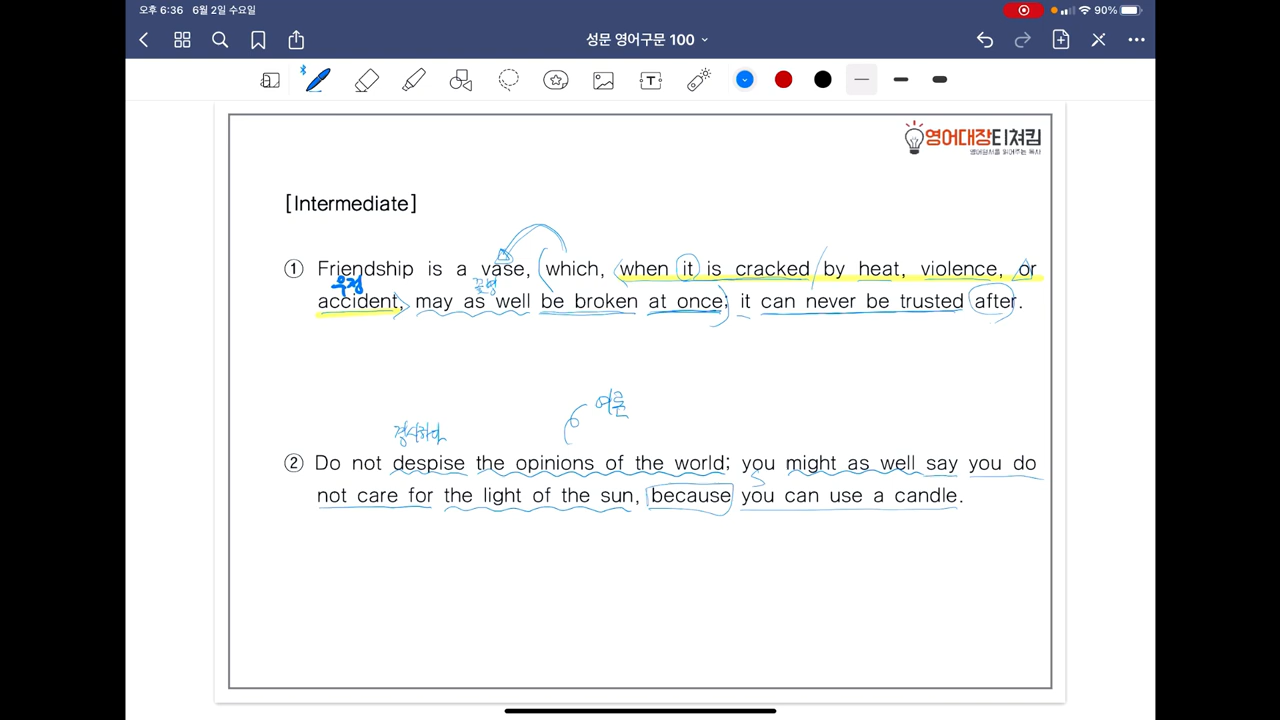 오후 6:36 6월 2일 수요일
90%
성문 영어구문 100
영어대장티쳐킴
[Intermediate]
① Friendship is a vase, which, when it is cracked by heat, violence, or
우정
꽃병
accident, may as well be broken at once; it can never be trusted after.
여론
경시하다
② Do not despise the opinions of the world; you might as well say you do
not care for the light of the sun, because you can use a candle.